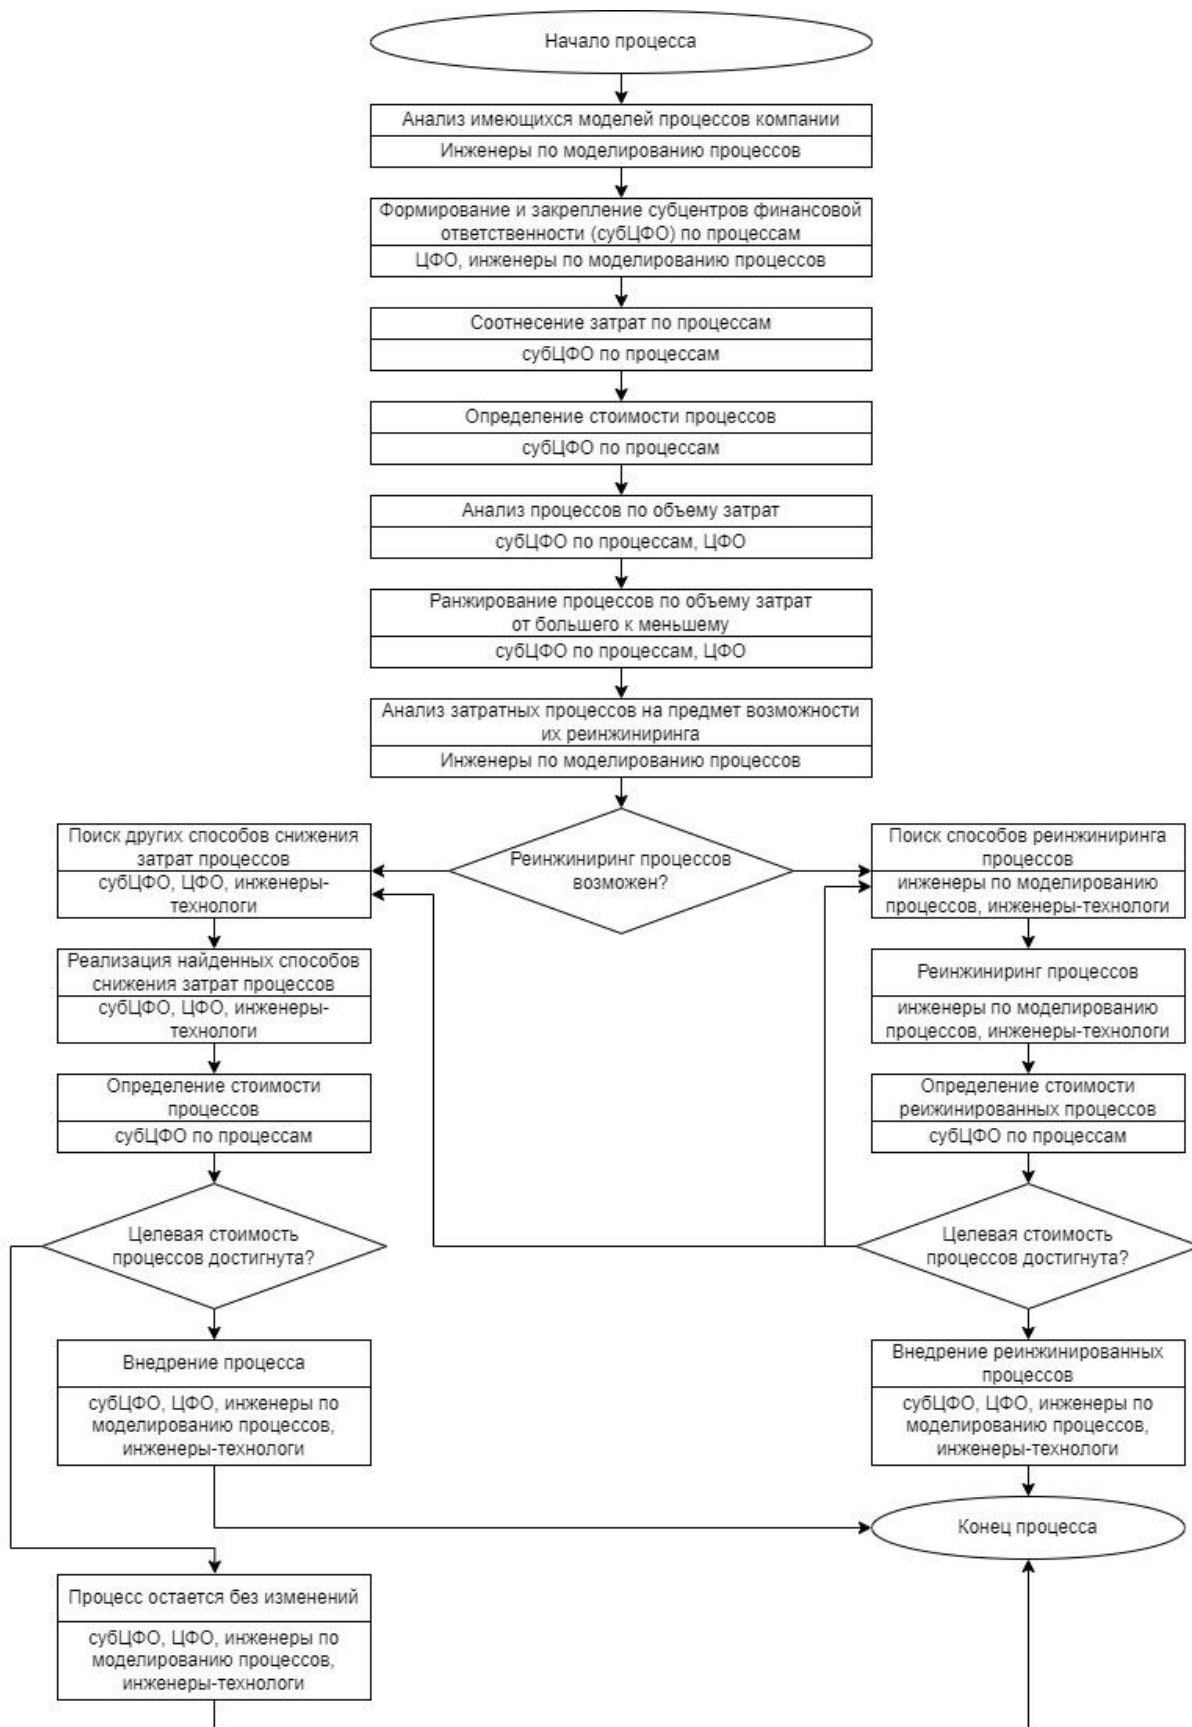 Начало процесса
Анализ имеющихся моделей процессов компании
Инженеры по моделированию процессов
Формирование и закрепление субцентров финансовой
ответственности (субЦФО) по процессам
ЦФО, инженеры по моделированию процессов
Соотнесение затрат по процессам
субЦФО по процессам
Определение стоимости процессов
субЦФО по процессам
Анализ процессов по объему затрат
субЦФО по процессам, ЦФО
Ранжирование процессов по объему затрат
от большего к меньшему
субЦФО по процессам, ЦФО
Анализ затратных процессов на предмет возможности
их реинжиниринга
Инженеры по моделированию процессов
Реинжиниринг процессов
возможен?
Поиск других способов снижения
затрат процессов
субЦФО, ЦФО, инженеры-
технологи
Реализация найденных способов
снижения затрат процессов
субЦФО, ЦФО, инженеры-
технологи
Определение стоимости
процессов
субЦФО по процессам
Целевая стоимость
процессов достигнута?
Внедрение процесса
субЦФО, ЦФО, инженеры по
моделированию процессов,
инженеры-технологи
Процесс остается без изменений
субЦФО, ЦФО, инженеры по
моделированию процессов,
инженеры-технологи
Поиск способов реинжиниринга
процессов
инженеры по моделированию
процессов, инженеры-технологи
Реинжиниринг процессов
инженеры по моделированию
процессов, инженеры-технологи
Определение стоимости
реижинированных процессов
субЦФО по процессам
Целевая стоимость
процессов достигнута?
Внедрение реинжинированных
процессов
субЦФО, ЦФО, инженеры по
моделированию процессов,
инженеры-технологи
Конец процесса